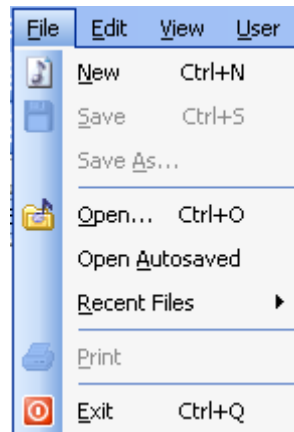 File Edit View User
New Ctrl+N
Save Ctrl+S
Save As...
Open... Ctrl+O
Open Autosaved
Recent Files
Print
Exit Ctrl+Q